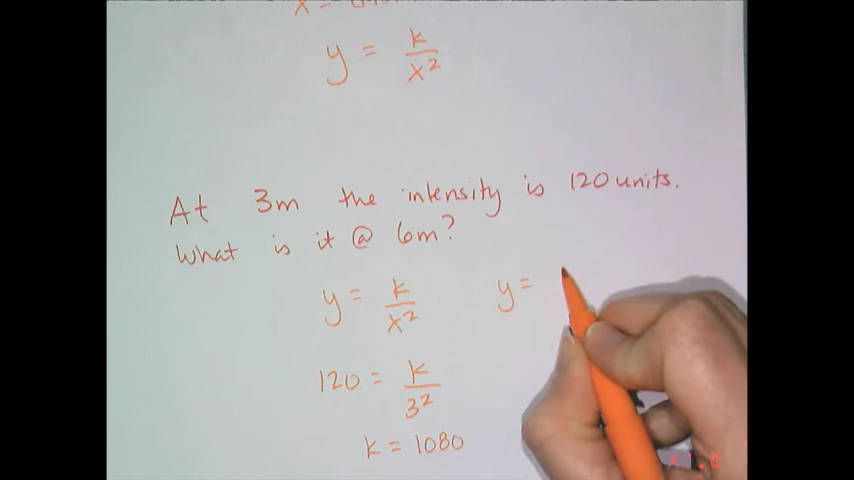 y = k/x²
At 3m the intensity is 120 units.
What is it @ 6m?
y = k/x² y =
120 = k/3²
k = 1080